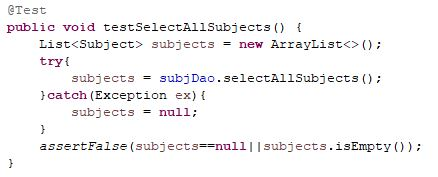 @Test
public void testSelectAllSubjects() {
    List<Subject> subjects = new ArrayList<>();
    try{
        subjects = subjDao.selectAllSubjects();
    }catch(Exception ex){
        subjects = null;
    }
    assertFalse(subjects==null||subjects.isEmpty());
}